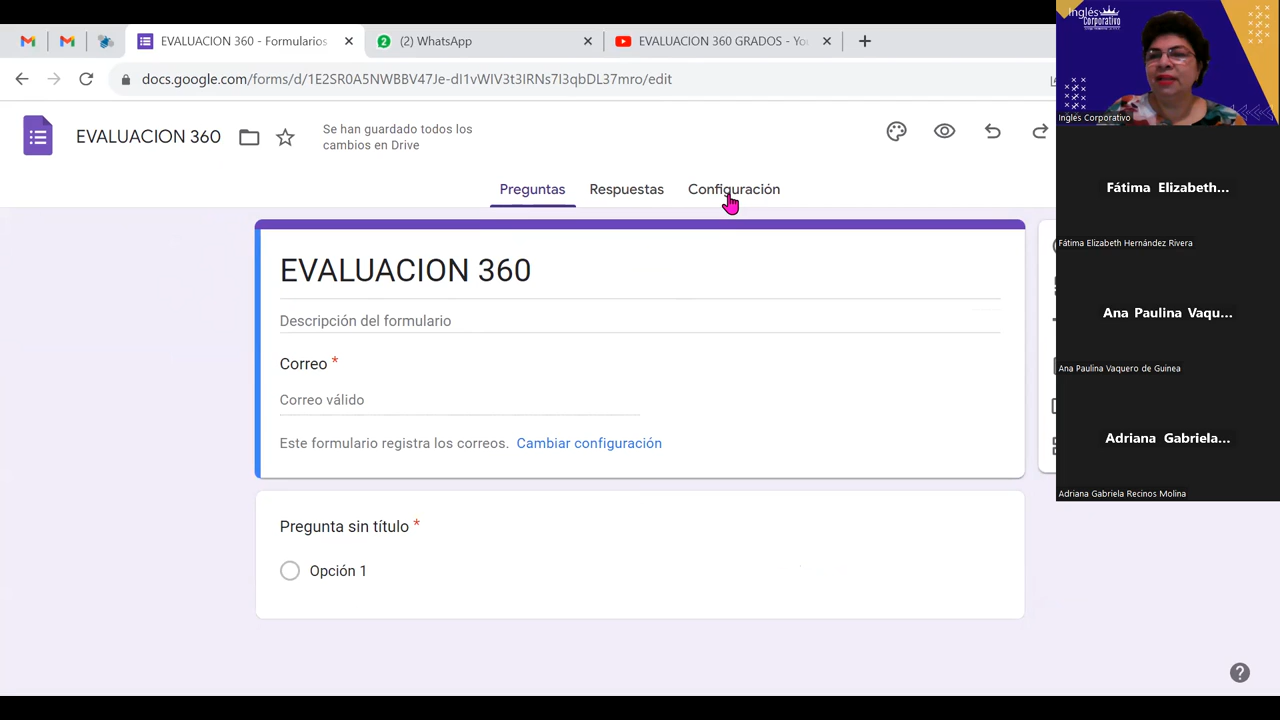 EVALUACION 360 - Formularios
(2) WhatsApp
EVALUACION 360 GRADOS - You
docs.google.com/forms/d/1E2SR0A5NWBBV47Je-dI1vWIV3t3IRNs7I3qbDL37mro/edit
EVALUACION 360
Se han guardado todos los
cambios en Drive
Preguntas
Respuestas
Configuración
EVALUACION 360
Descripción del formulario
Correo *
Correo válido
Este formulario registra los correos. Cambiar configuración
Pregunta sin título *
Opción 1
Inglés
Corporativo
Inglés Corporativo
Fátima Elizabeth...
Fátima Elizabeth Hernández Rivera
Ana Paulina Vaqu...
Ana Paulina Vaquero de Guinea
Adriana Gabriela...
Adriana Gabriela Recinos Molina